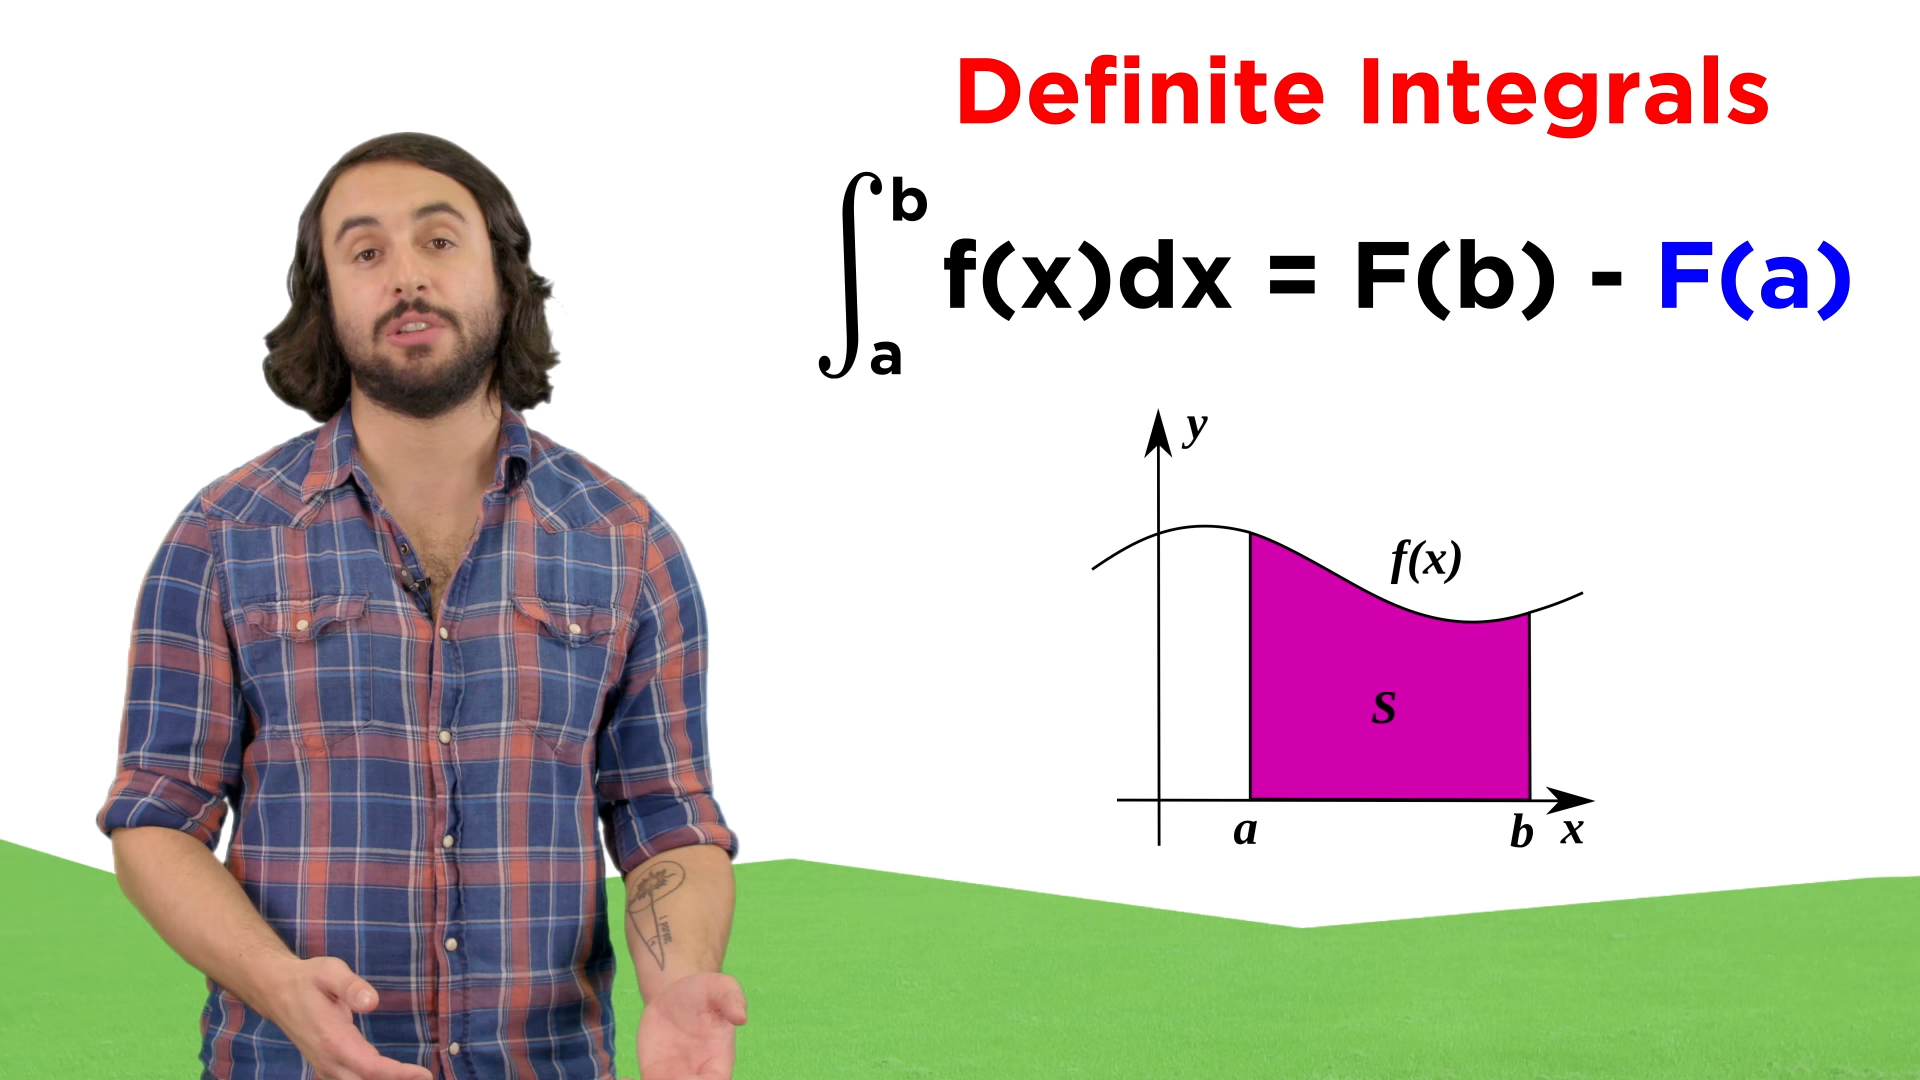 Definite Integrals
∫ₐᵇ f(x)dx = F(b) - F(a)
y
f(x)
S
a b x